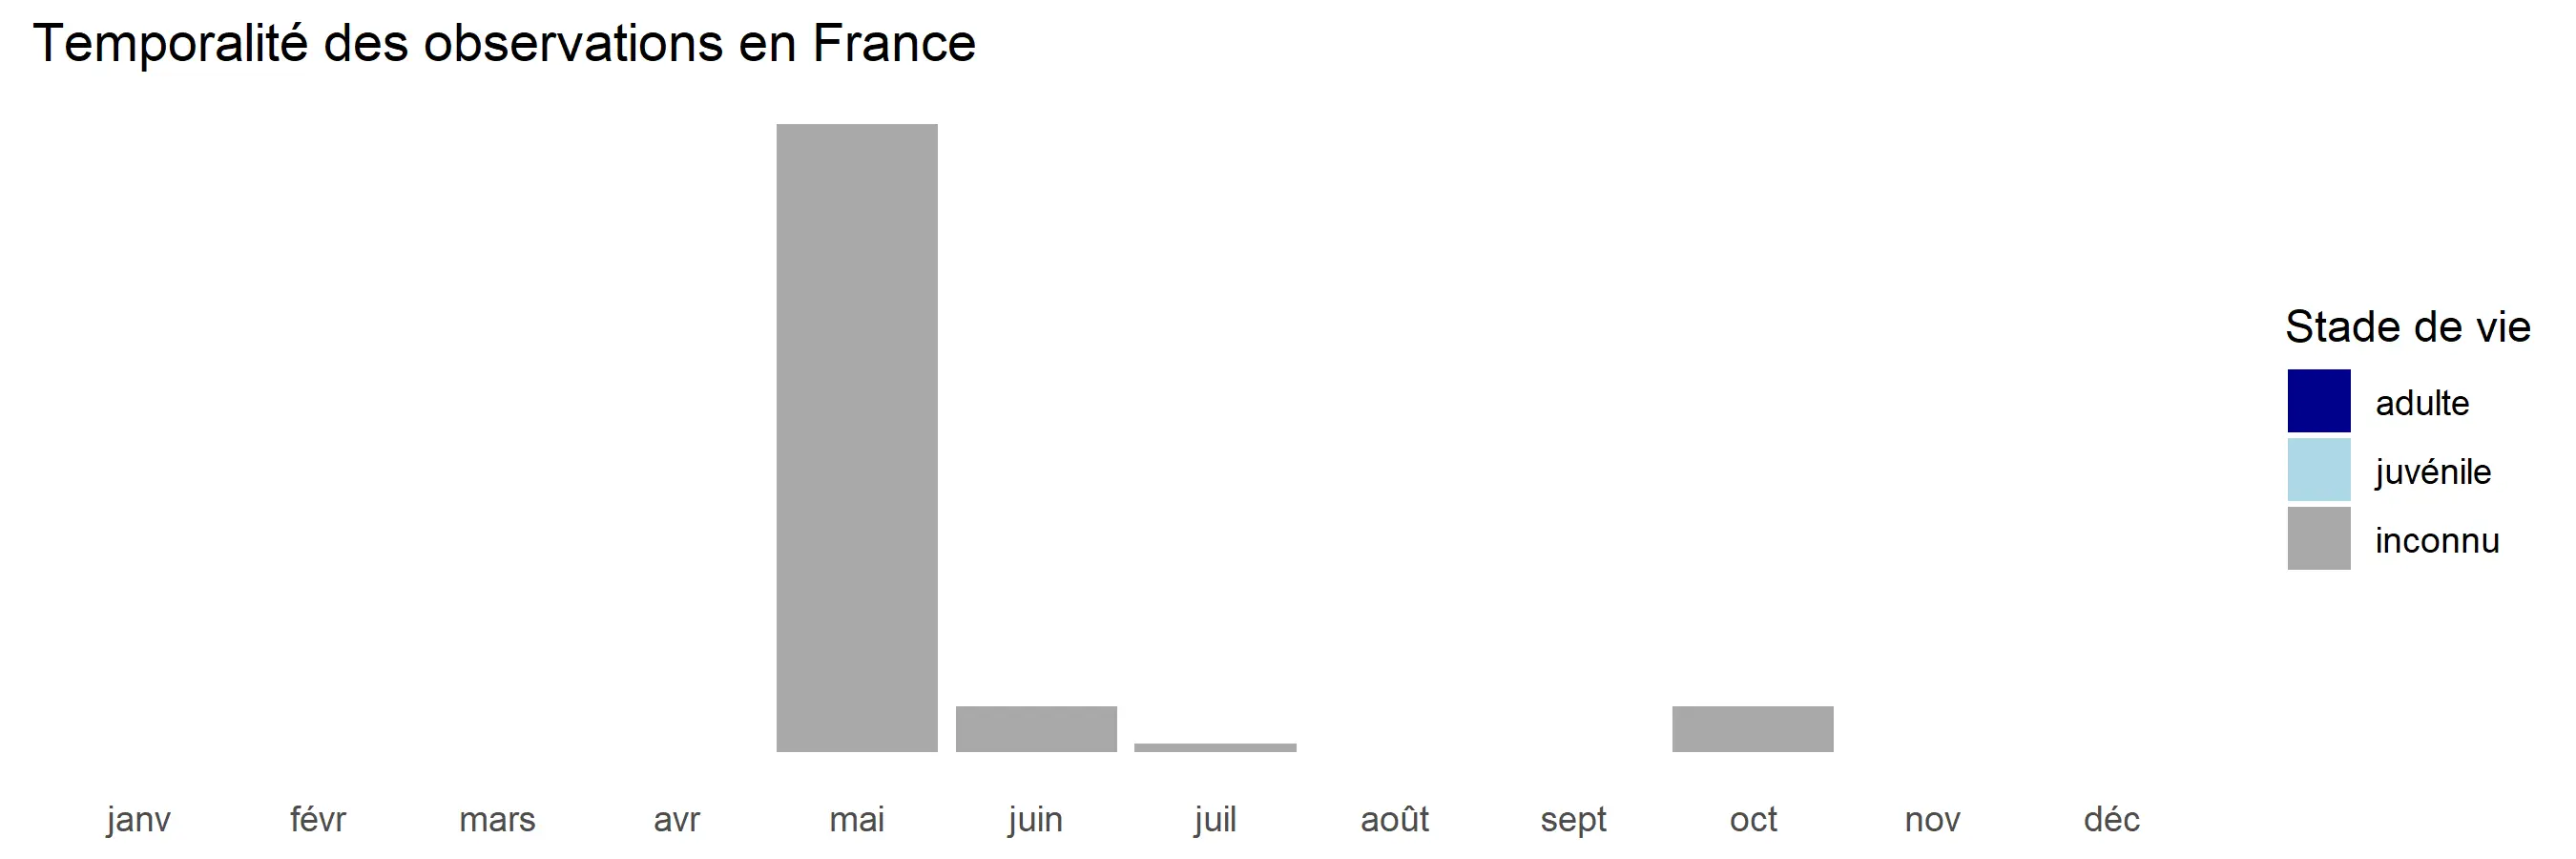 Temporalité des observations en France
Stade de vie
adulte
juvénile
inconnu
janv févr mars avr mai juin juil août sept oct nov déc